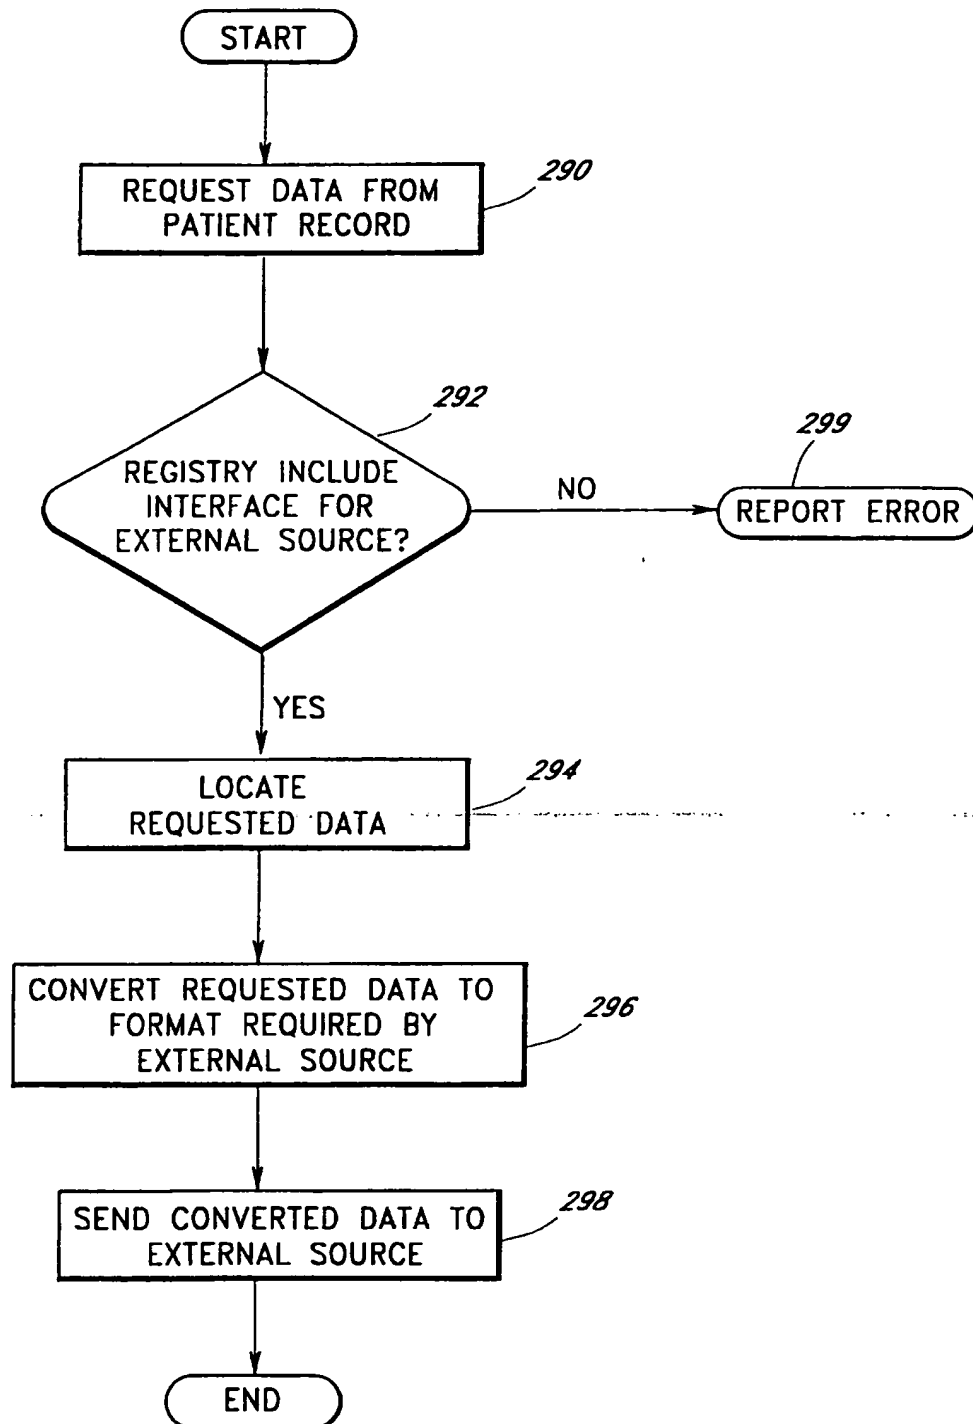 START
REQUEST DATA FROM
PATIENT RECORD
290
292
REGISTRY INCLUDE
INTERFACE FOR
EXTERNAL SOURCE?
NO
299
REPORT ERROR
YES
LOCATE
REQUESTED DATA
294
CONVERT REQUESTED DATA TO
FORMAT REQUIRED BY
EXTERNAL SOURCE
296
SEND CONVERTED DATA TO
EXTERNAL SOURCE
298
END